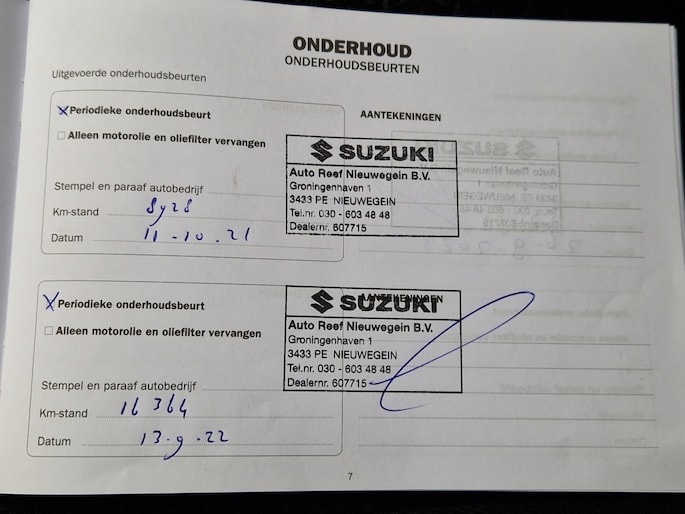 ONDERHOUD
ONDERHOUDSBEURTEN
Uitgevoerde onderhoudsbeurten
Periodieke onderhoudsbeurt
Alleen motorolie en oliefilter vervangen
Stempel en paraaf autobedrijf
Km-stand
Datum 11-10.21
AANTEKENINGEN
SUZUKI
Auto Reef Nieuwegein B.V.
Groningenhaven 1
3433 PE NIEUWEGEIN
Tel.nr. 030 - 603 48 48
Dealernr. 607715
Periodieke onderhoudsbeurt
Alleen motorolie en oliefilter vervangen
Stempel en paraaf autobedrijf
Km-stand 16 364
Datum 13.9.22
AANTEKENINGEN
SUZUKI
Auto Reef Nieuwegein B.V.
Groningenhaven 1
3433 PE NIEUWEGEIN
Tel.nr. 030 - 603 48 48
Dealernr. 607715
7